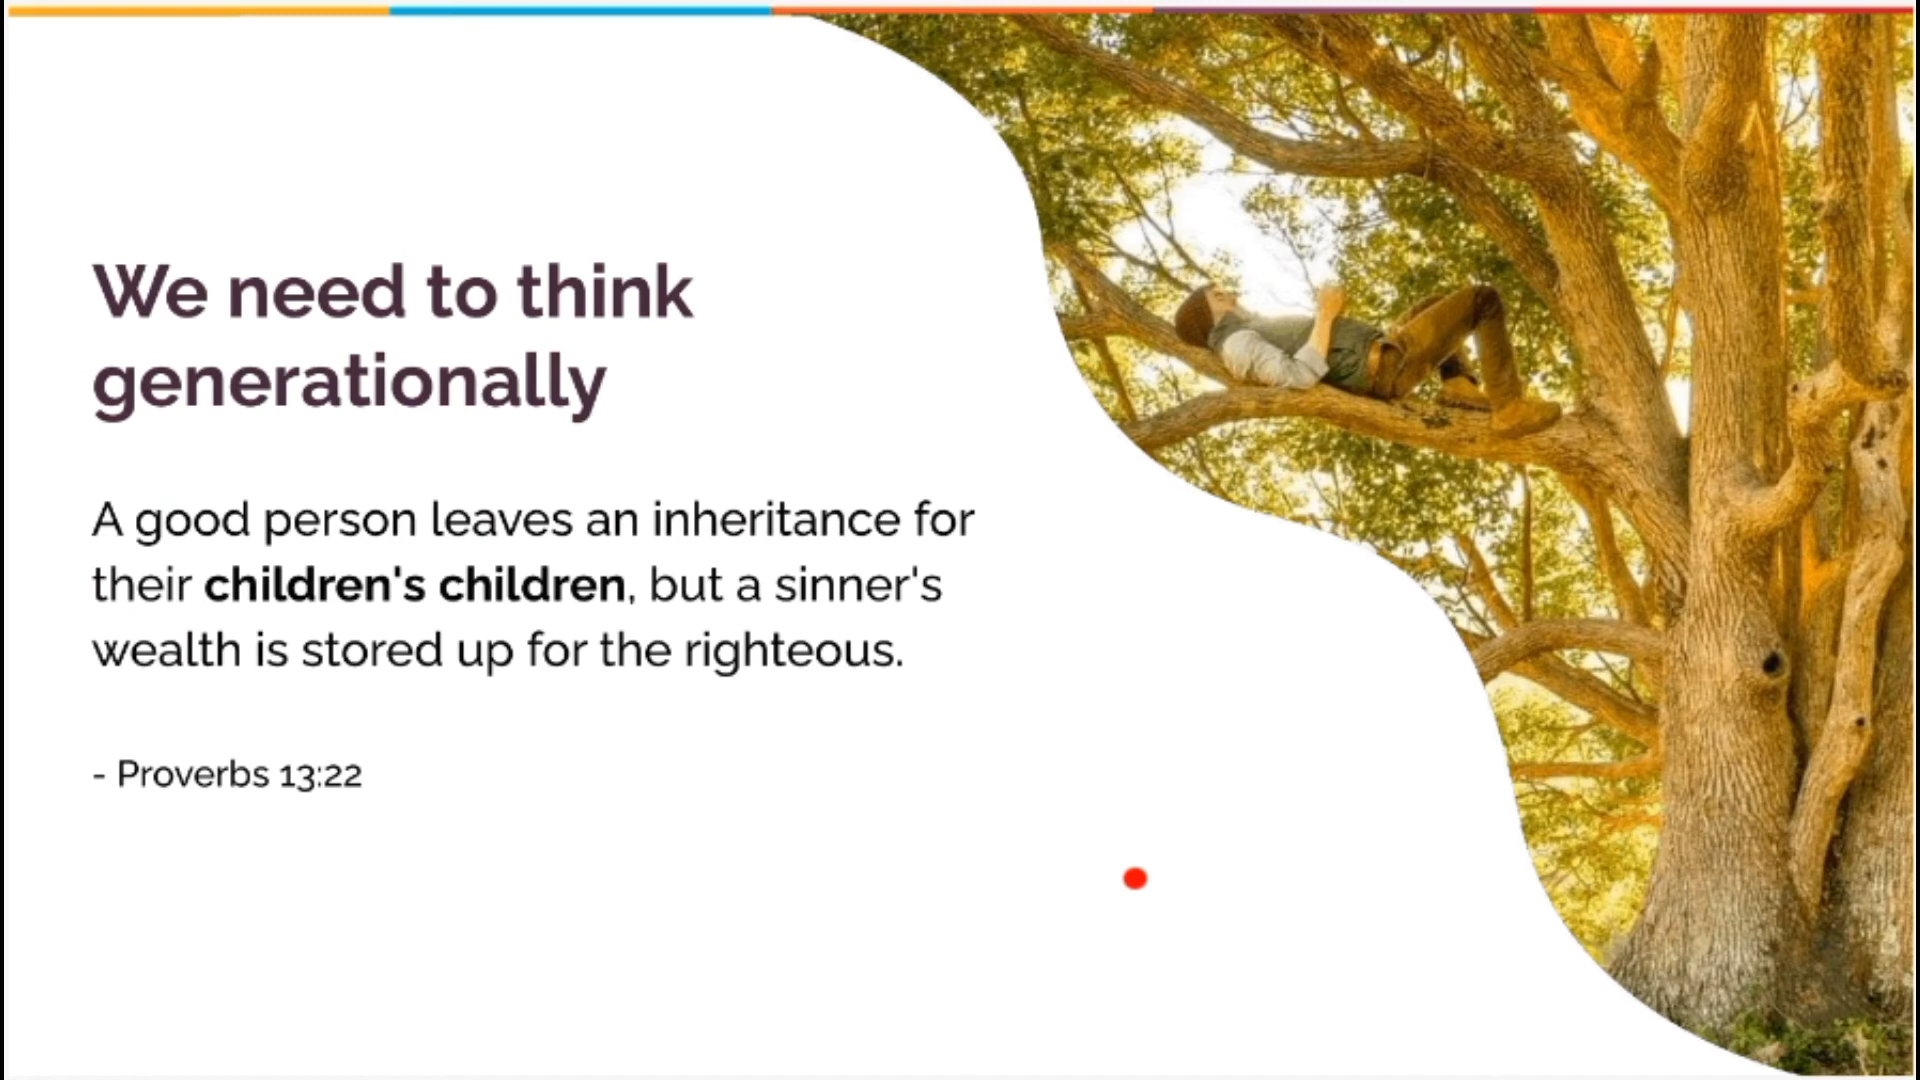 We need to think
generationally
A good person leaves an inheritance for
their children's children, but a sinner's
wealth is stored up for the righteous.
- Proverbs 13:22